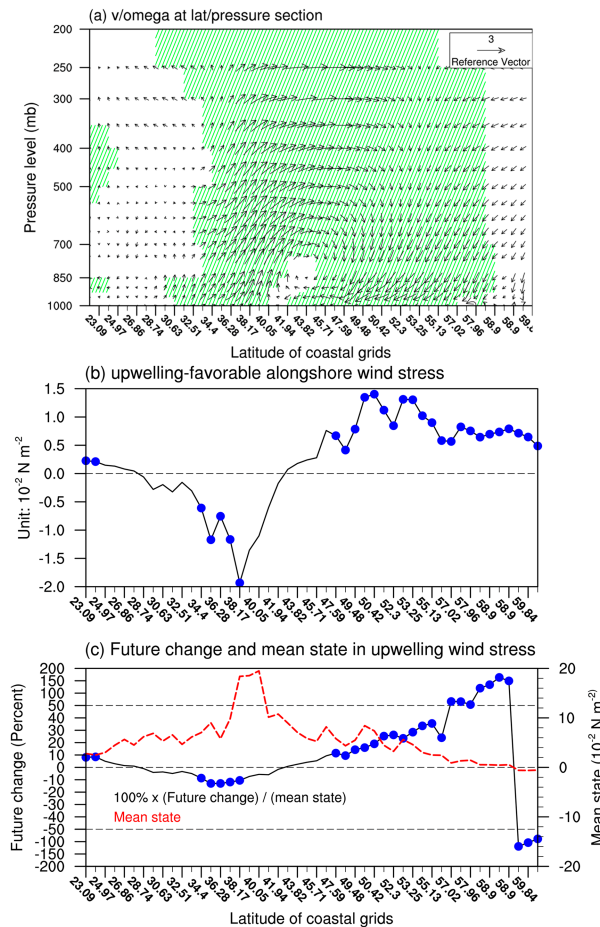 (a) v/omega at lat/pressure section
200
250
300
400
500
700
850
1000
Pressure level (mb)
3
Reference Vector
23.09 24.97 26.86 28.74 30.63 32.51 34.4 36.28 38.17 40.05 41.94 43.82 45.71 47.59 49.48 50.42 52.3 53.25 55.13 57.02 57.96 58.9 58.9
Latitude of coastal grids
(b) upwelling-favorable alongshore wind stress
1.5
1.0
0.5
0.0
-0.5
-1.0
-1.5
-2.0
Unit: 10-2 N m-2
23.09 24.97 26.86 28.74 30.63 32.51 34.4 36.28 38.17 40.05 41.94 43.82 45.71 47.59 49.48 50.42 52.3 53.25 55.13 57.02 57.96 58.9 58.9 59.84
(c) Future change and mean state in upwelling wind stress
200
150
100
50
40
30
20
10
0
-10
-20
-30
-40
-50
-100
-150
-200
Future change (Percent)
20
10
0
-10
-20
Mean state (10-2 N m-2)
100% x (Future change) / (mean state)
Mean state
23.09 24.97 26.86 28.74 30.63 32.51 34.4 36.28 38.17 40.05 41.94 43.82 45.71 47.59 49.48 50.42 52.3 53.25 55.13 57.02 57.96 58.9 58.9 59.84
Latitude of coastal grids